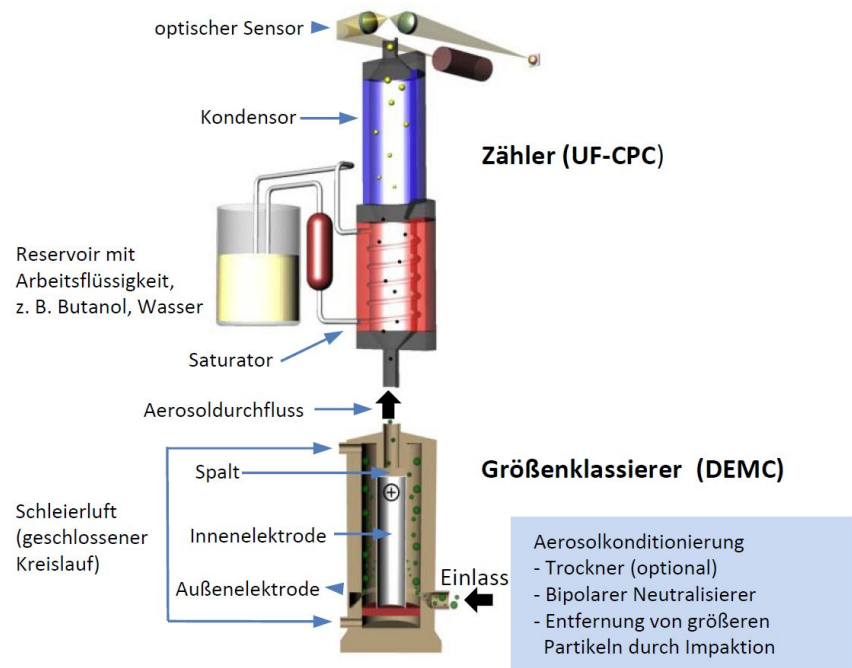 optischer Sensor
Kondensor
Zähler (UF-CPC)
Reservoir mit
Arbeitsflüssigkeit,
z. B. Butanol, Wasser
Saturator
Aerosoldurchfluss
Größenklassierer (DEMC)
Spalt
+
Schleierluft
(geschlossener
Kreislauf)
Innenelektrode
Außenelektrode
Einlass
Aerosolkonditionierung
- Trockner (optional)
- Bipolarer Neutralisierer
- Entfernung von größeren
Partikeln durch Impaktion